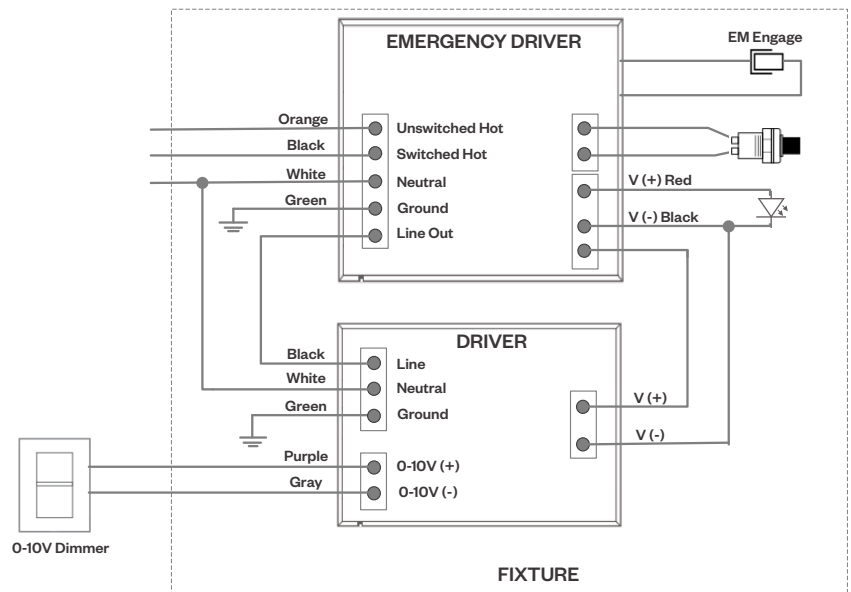 EMERGENCY DRIVER
EM Engage
Orange
Unswitched Hot
Black
Switched Hot
White
Neutral
V (+) Red
Green
Ground
V (-) Black
Line Out
DRIVER
Black
Line
White
Neutral
V (+)
Green
Ground
V (-)
Purple
0-10V (+)
Gray
0-10V (-)
0-10V Dimmer
FIXTURE